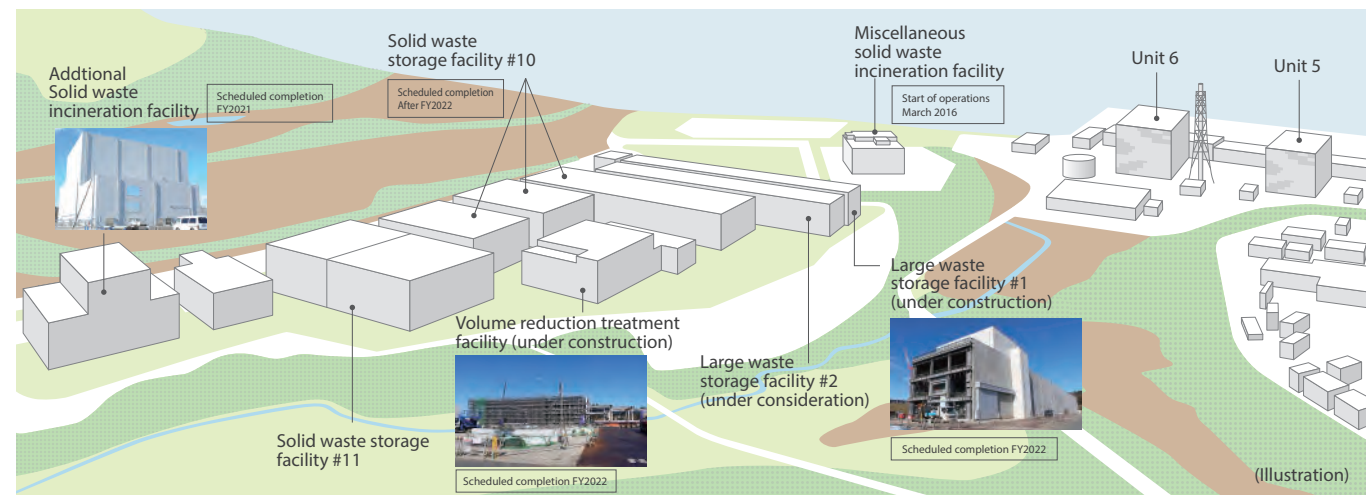 Addtional
Solid waste
incineration facility
Scheduled completion
FY2021
Solid waste
storage facility #10
Scheduled completion
After FY2022
Miscellaneous
solid waste
incineration facility
Start of operations
March 2016
Unit 6
Unit 5
Large waste
storage facility #1
(under construction)
Scheduled completion FY2022
Volume reduction treatment
facility (under construction)
Scheduled completion FY2022
Large waste
storage facility #2
(under consideration)
Solid waste storage
facility #11
(Illustration)